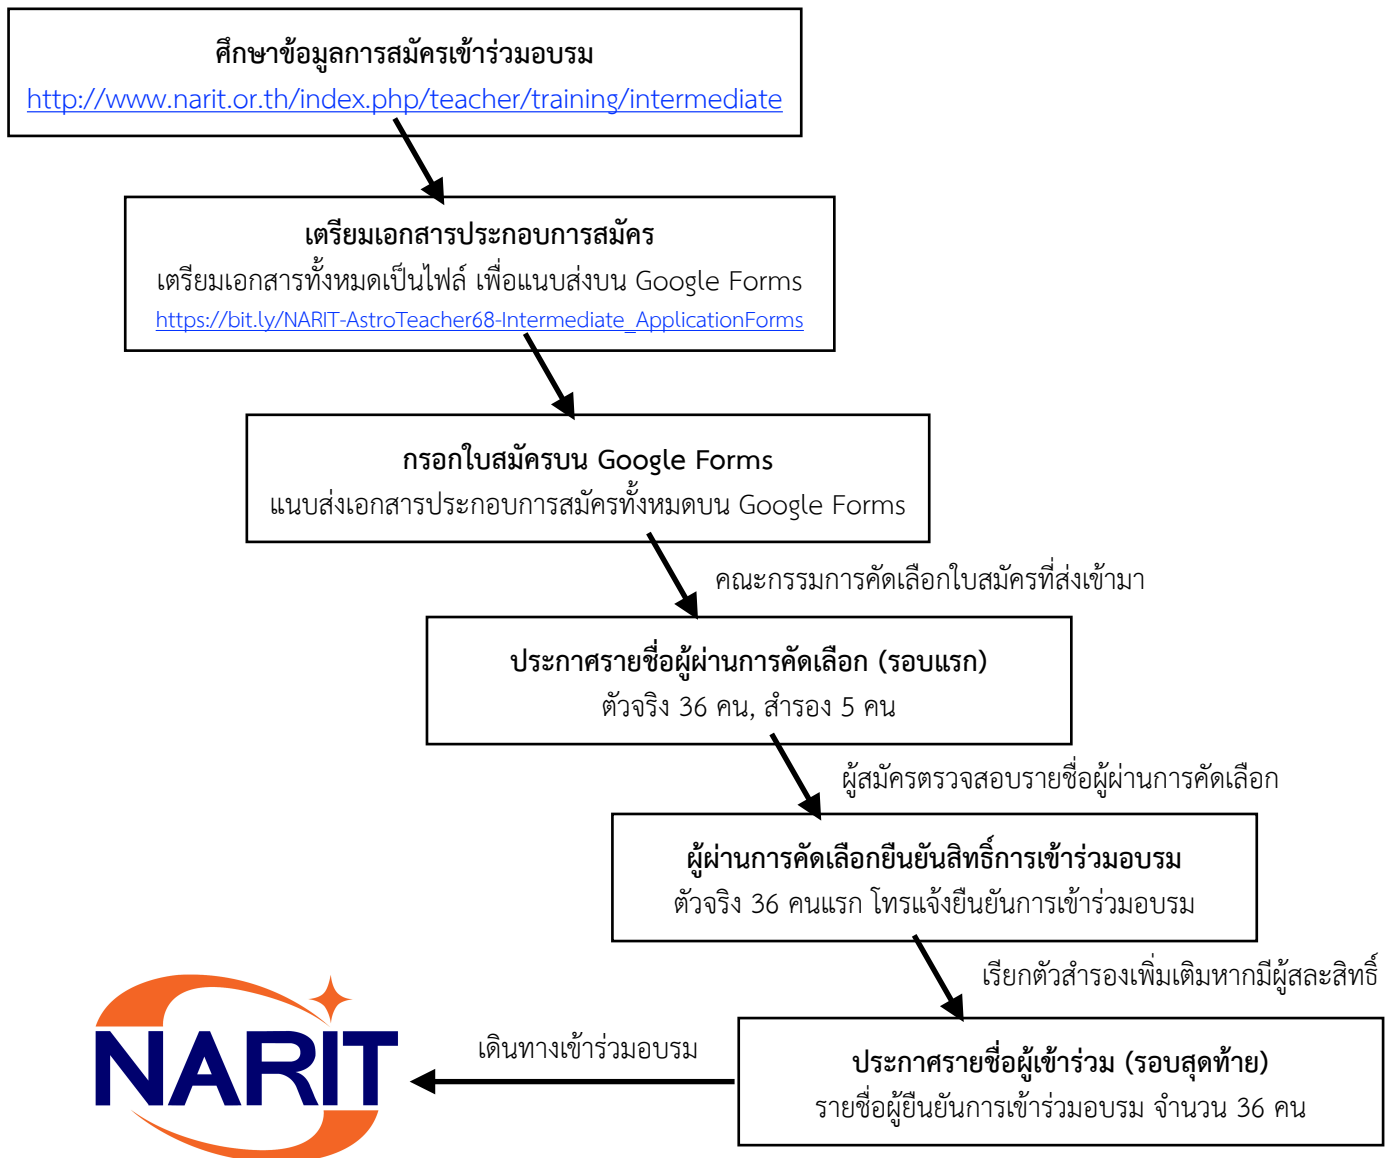 ศึกษาข้อมูลการสมัครเข้าร่วมอบรม
http://www.narit.or.th/index.php/teacher/training/intermediate
เตรียมเอกสารประกอบการสมัคร
เตรียมเอกสารทั้งหมดเป็นไฟล์ เพื่อแนบส่งบน Google Forms
https://bit.ly/NARIT-AstroTeacher68-Intermediate_ApplicationForms
กรอกใบสมัครบน Google Forms
แนบส่งเอกสารประกอบการสมัครทั้งหมดบน Google Forms
คณะกรรมการคัดเลือกใบสมัครที่ส่งเข้ามา
ประกาศรายชื่อผู้ผ่านการคัดเลือก (รอบแรก)
ตัวจริง 36 คน, สำรอง 5 คน
ผู้สมัครตรวจสอบรายชื่อผู้ผ่านการคัดเลือก
ผู้ผ่านการคัดเลือกยืนยันสิทธิ์การเข้าร่วมอบรม
ตัวจริง 36 คนแรก โทรแจ้งยืนยันการเข้าร่วมอบรม
เรียกตัวสำรองเพิ่มเติมหากมีผู้สละสิทธิ์
ประกาศรายชื่อผู้เข้าร่วม (รอบสุดท้าย)
รายชื่อผู้ยืนยันการเข้าร่วมอบรม จำนวน 36 คน
เดินทางเข้าร่วมอบรม
NARIT